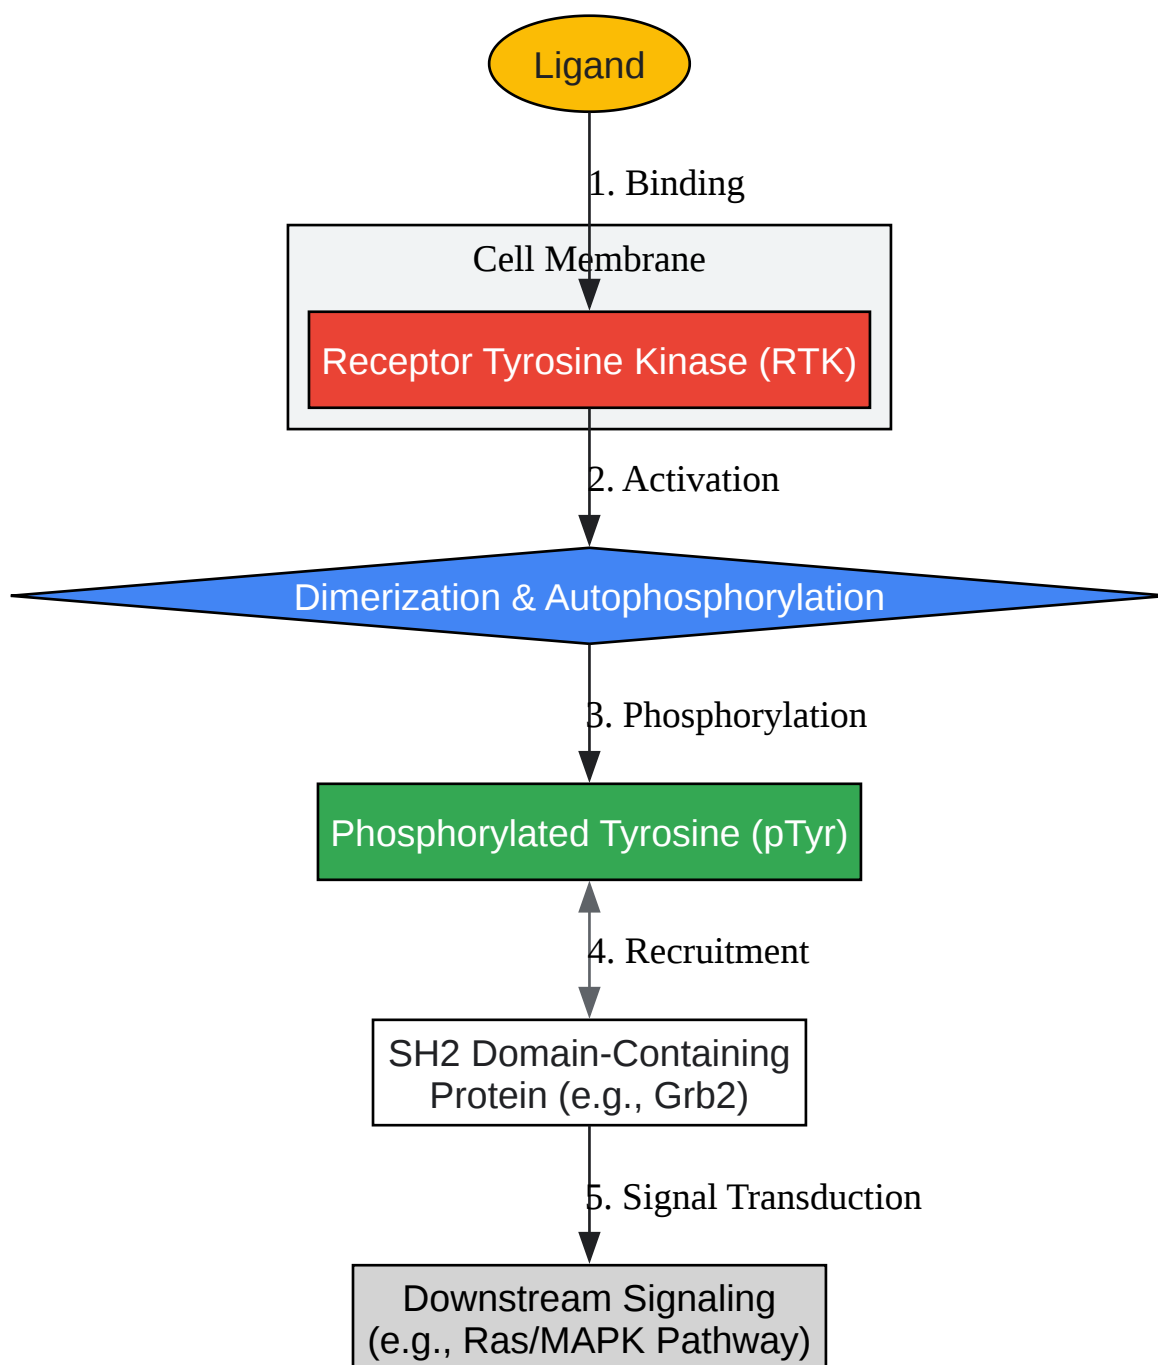 Ligand
1. Binding
Cell Membrane
Receptor Tyrosine Kinase (RTK)
2. Activation
Dimerization & Autophosphorylation
3. Phosphorylation
Phosphorylated Tyrosine (pTyr)
4. Recruitment
SH2 Domain-Containing
Protein (e.g., Grb2)
5. Signal Transduction
Downstream Signaling
(e.g., Ras/MAPK Pathway)